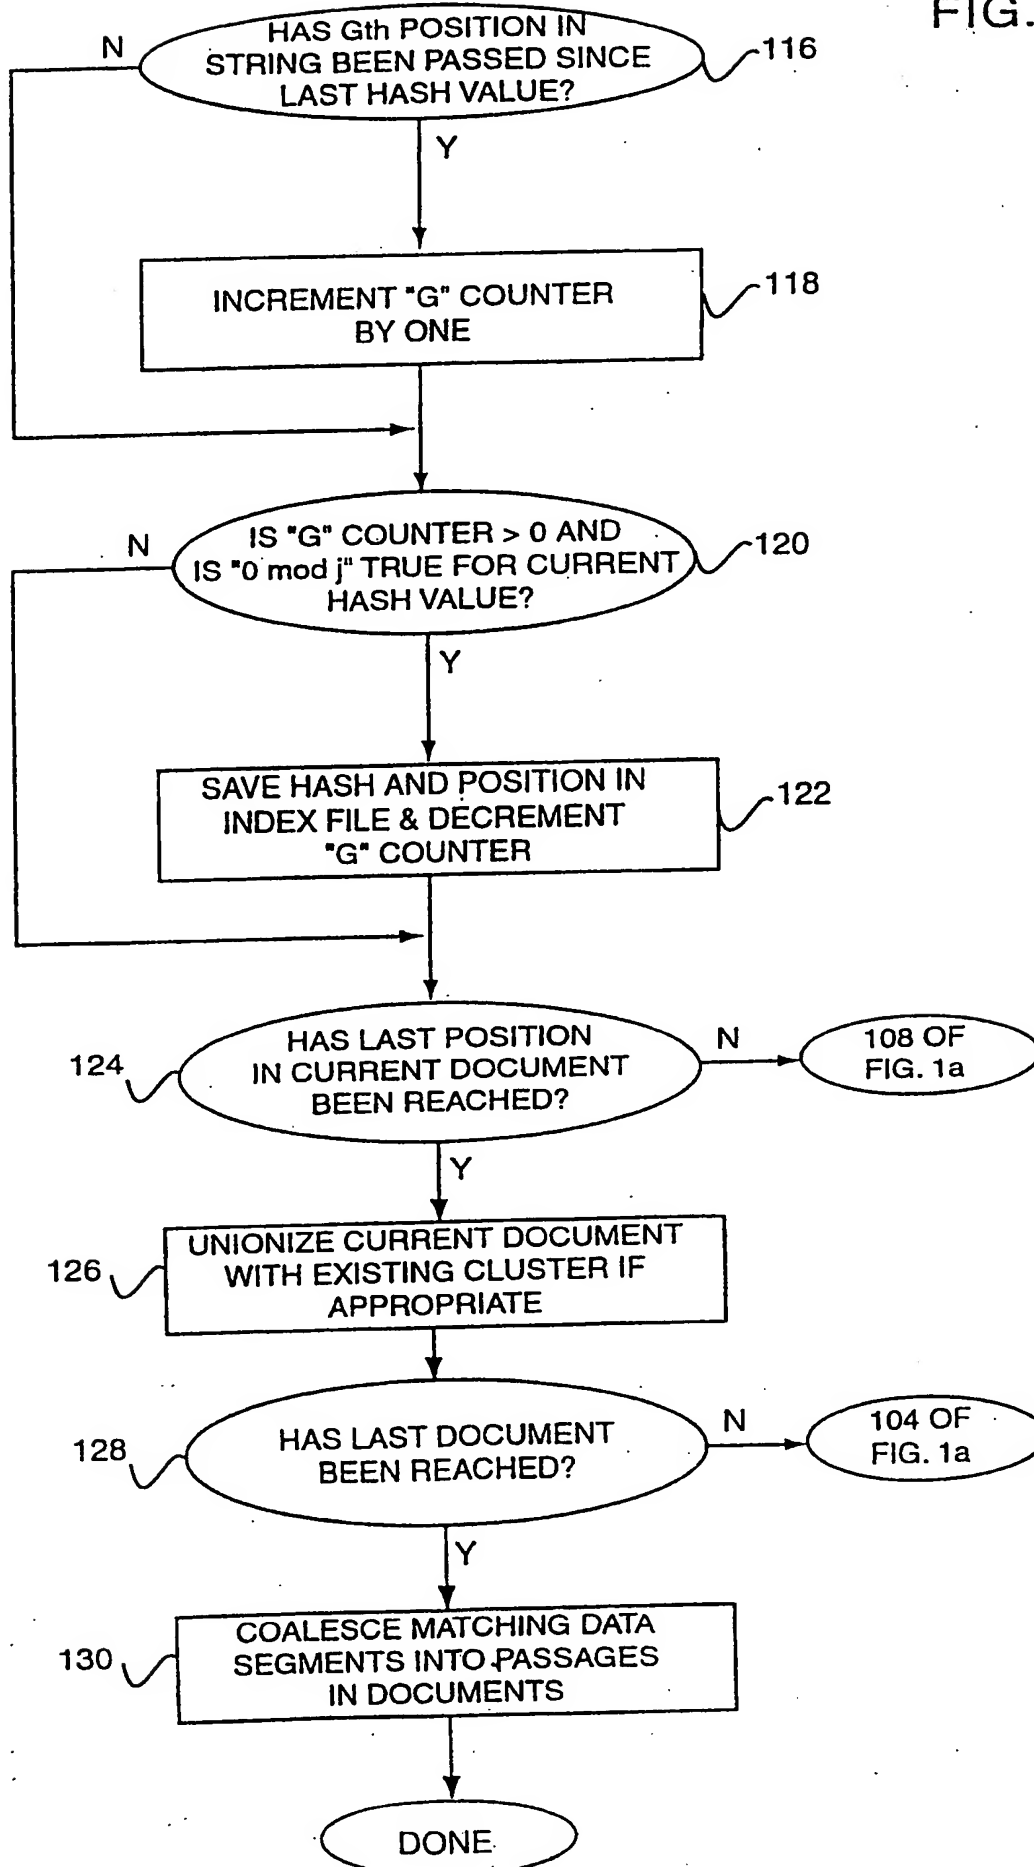 FIG.
HAS Gth POSITION IN
STRING BEEN PASSED SINCE
LAST HASH VALUE?
N
116
Y
INCREMENT "G" COUNTER
BY ONE
118
IS "G" COUNTER > 0 AND
IS "0 mod j" TRUE FOR CURRENT
HASH VALUE?
N
120
Y
SAVE HASH AND POSITION IN
INDEX FILE & DECREMENT
"G" COUNTER
122
HAS LAST POSITION
IN CURRENT DOCUMENT
BEEN REACHED?
124
N
108 OF
FIG. 1a
Y
UNIONIZE CURRENT DOCUMENT
WITH EXISTING CLUSTER IF
APPROPRIATE
126
HAS LAST DOCUMENT
BEEN REACHED?
128
N
104 OF
FIG. 1a
Y
COALESCE MATCHING DATA
SEGMENTS INTO PASSAGES
IN DOCUMENTS
130
DONE